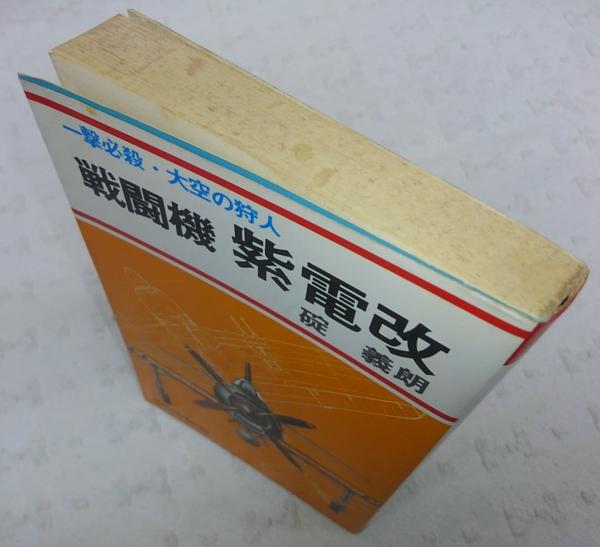 一撃必殺・大空の狩人
戦闘機 紫電改
碇 義朗